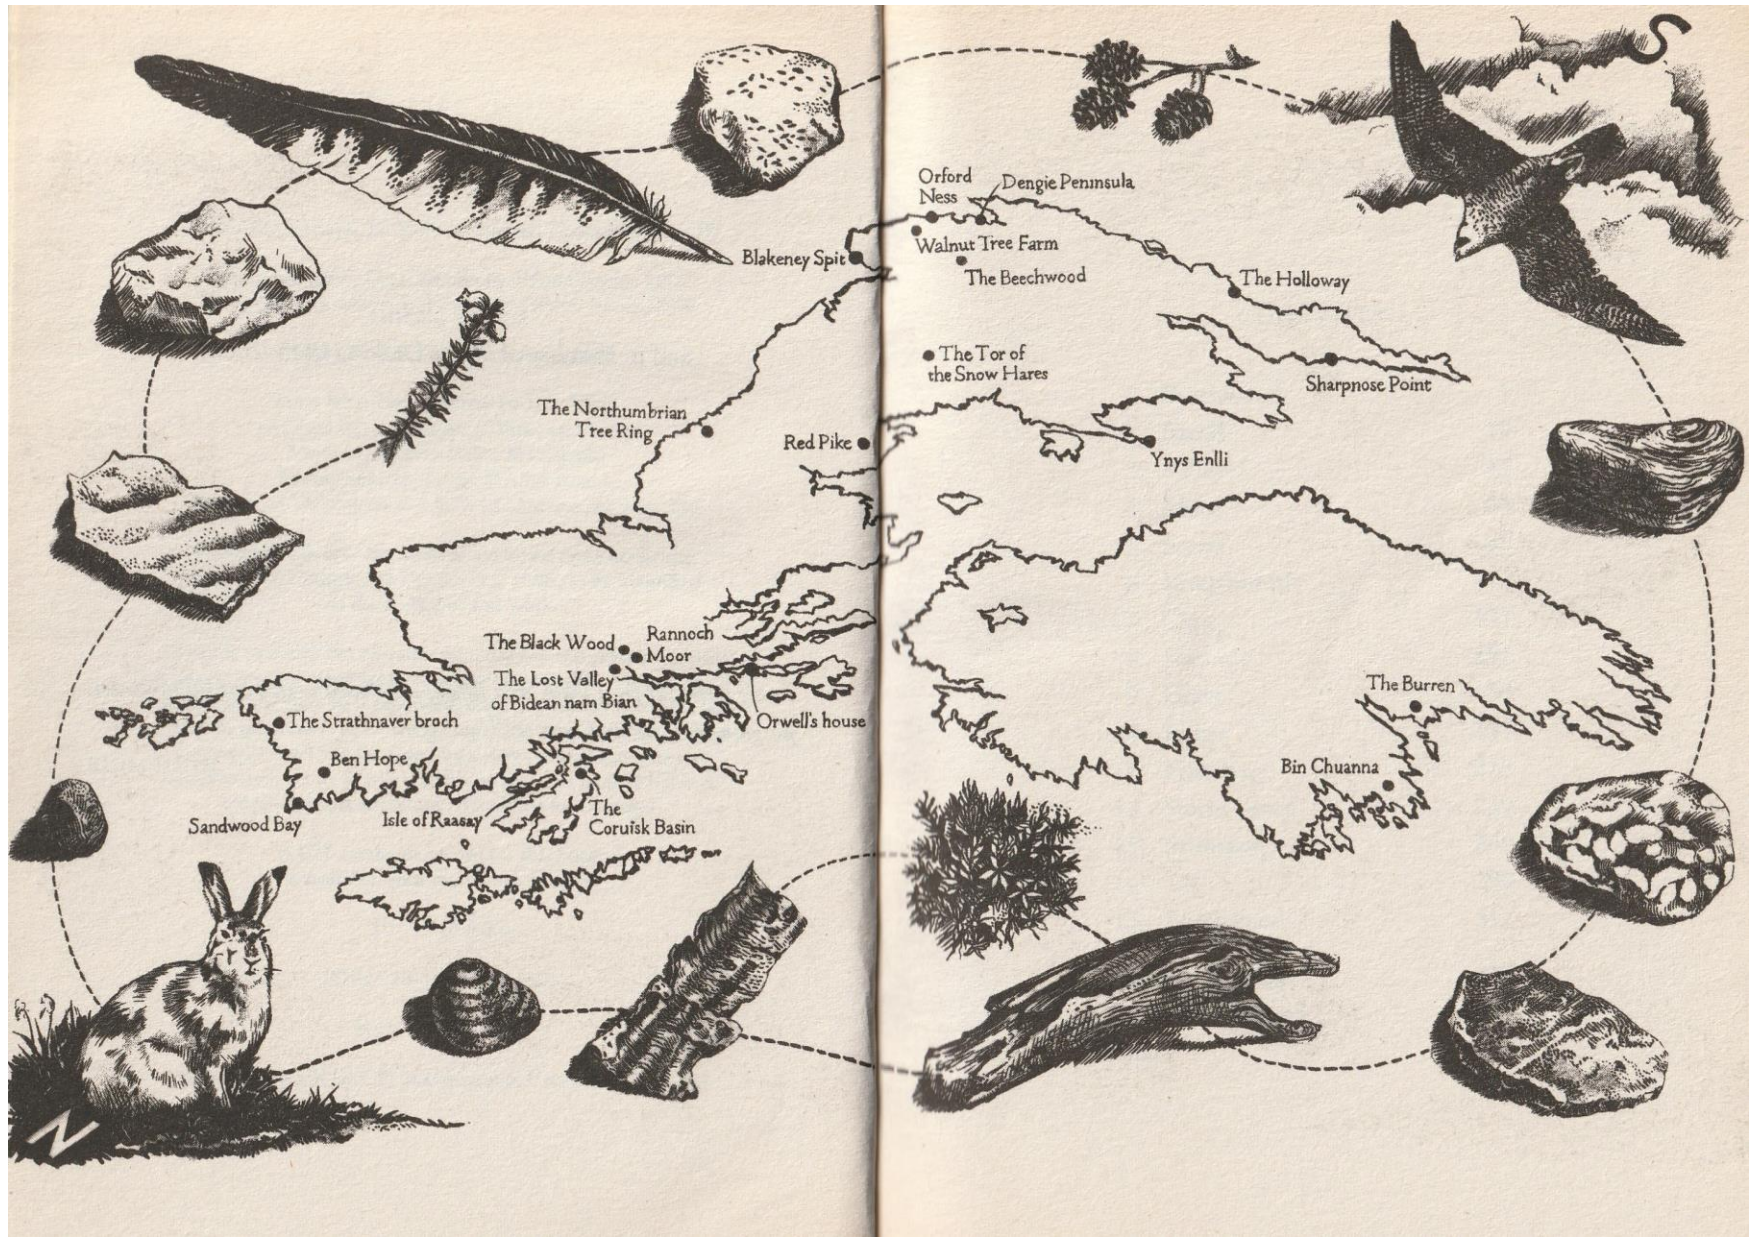 S
Orford
Ness
Dengie Peninsula
Walnut Tree Farm
Blakeney Spit
The Beechwood
The Holloway
The Tor of
the Snow Hares
Sharpnose Point
The Northumbrian
Tree Ring
Red Pike
Ynys Enlli
The Black Wood
Rannoch
Moor
The Lost Valley
of Bidean nam Bian
Orwell's house
The Strathnaver broch
The Burren
Ben Hope
Bin Chuanna
Sandwood Bay
Isle of Raasay
The
Coruisk Basin
N